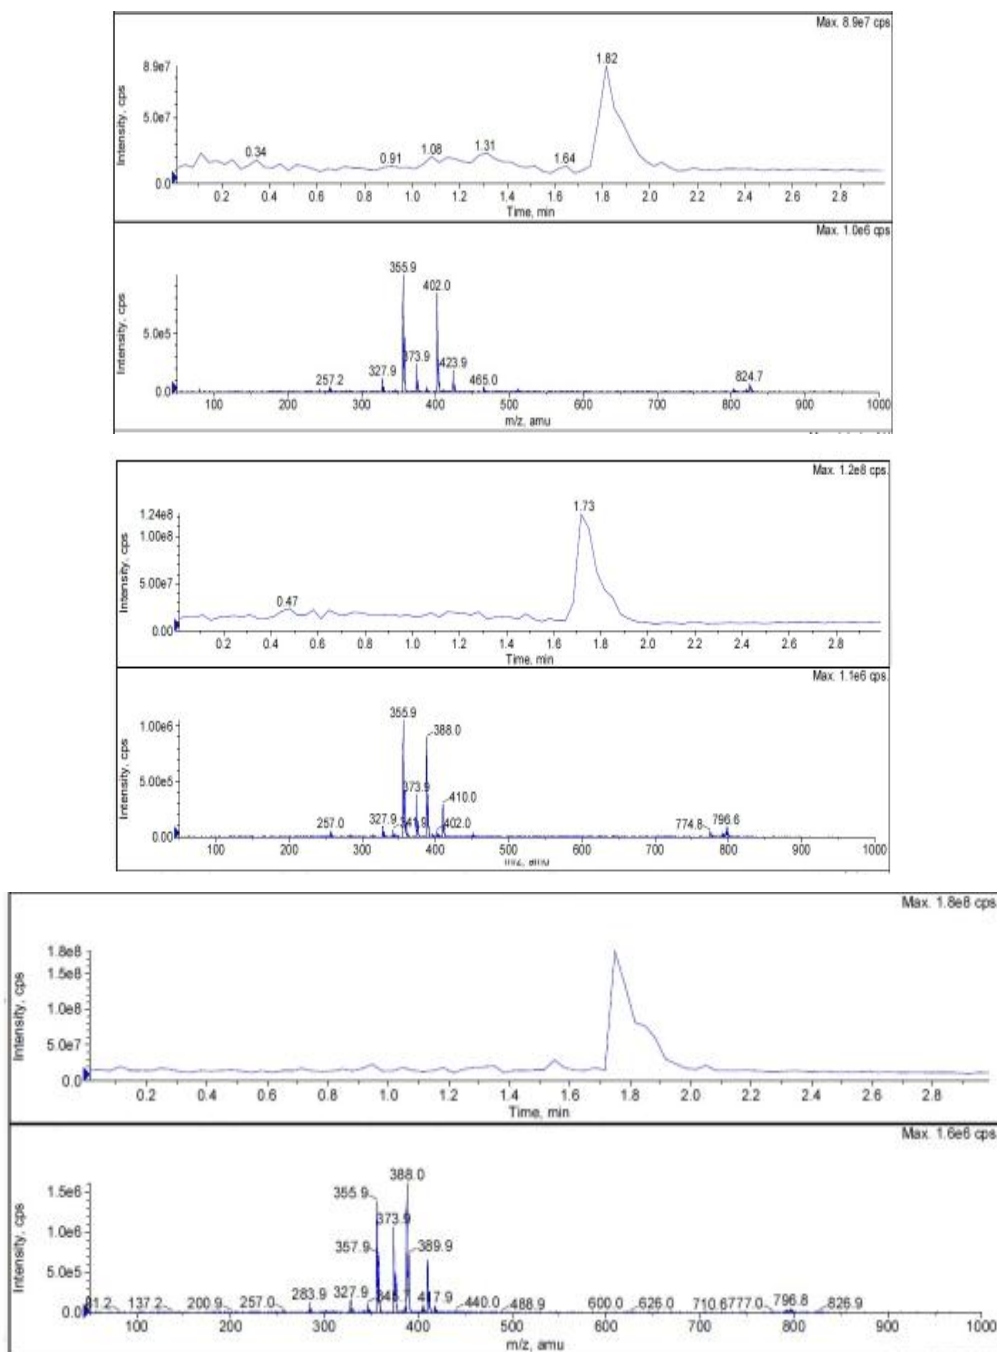 Max. 8.9e7 cps
8.9e7
1.82
Intensity, cps
5.0e7
0.34
0.91
1.08
1.31
1.64
0.0
0.2 0.4 0.6 0.8 1.0 1.2 1.4 1.6 1.8 2.0 2.2 2.4 2.6 2.8
Time, min
Max. 1.0e6 cps
355.9
402.0
Intensity, cps
5.0e5
327.9
373.9
423.9
257.2
465.0
824.7
0.0
100 200 300 400 500 600 700 800 900 1000
m/z, amu
Max. 1.2e8 cps.
1.24e8
1.73
1.00e8
Intensity, cps
5.00e7
0.47
0.00
0.2 0.4 0.6 0.8 1.0 1.2 1.4 1.6 1.8 2.0 2.2 2.4 2.6 2.8
Time, min
Max. 1.1e6 cps.
355.9
1.00e6
388.0
Intensity, cps
5.00e5
373.9
410.0
257.0
327.9
341.9
402.0
774.8
796.6
0.00
100 200 300 400 500 600 700 800 900 1000
m/z, amu
Max. 1.8e8 cps
1.8e8
1.5e8
Intensity, cps
1.0e8
5.0e7
0.0
0.2 0.4 0.6 0.8 1.0 1.2 1.4 1.6 1.8 2.0 2.2 2.4 2.6 2.8
Time, min
Max. 1.6e6 cps.
388.0
355.9
1.5e6
373.9
Intensity, cps
1.0e6
357.9
389.9
5.0e5
137.2
200.9
257.0
283.9
327.9
440.0
488.9
600.0
626.0
710.6
777.0
796.8
826.9
0.0
100 200 300 400 500 600 700 800 900 1000
m/z, amu